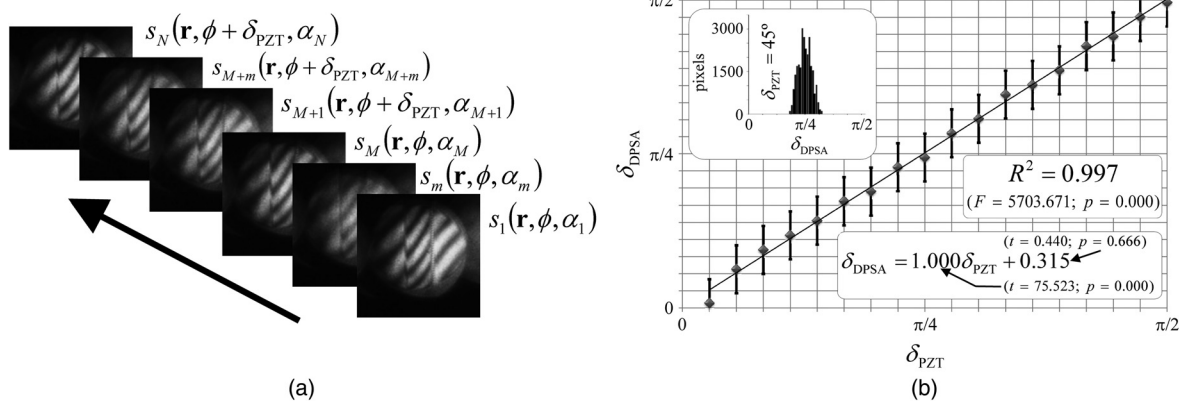 s_N(r, ϕ + δ_PZT, α_N)
s_{M+m}(r, ϕ + δ_PZT, α_{M+m})
s_{M+1}(r, ϕ + δ_PZT, α_{M+1})
s_M(r, ϕ, α_M)
s_m(r, ϕ, α_m)
s_1(r, ϕ, α_1)
(a)
π/2
3000
1500
0
pixels
δ_PZT = 45º
0 π/4 π/2
δ_DPSA
δ_DPSA
π/4
0
R² = 0.997
(F = 5703.671; p = 0.000)
(t = 0.440; p = 0.666)
δ_DPSA = 1.000δ_PZT + 0.315
(t = 75.523; p = 0.000)
0 π/4 π/2
δ_PZT
(b)